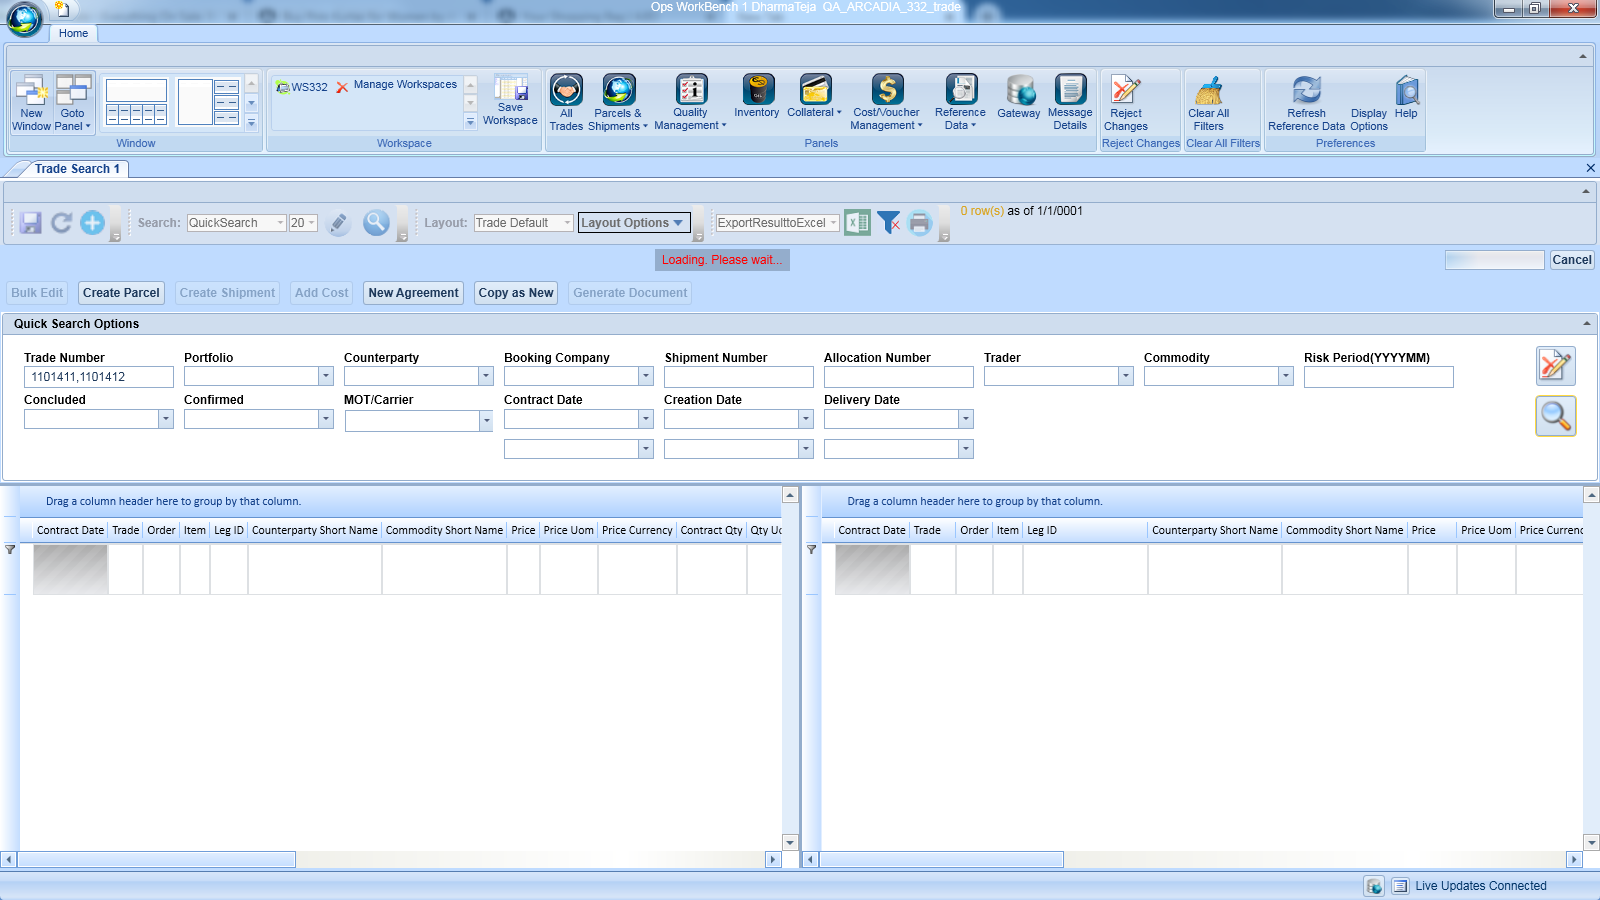 Ops WorkBench 1 DharmaTeja QA_ARCADIA_332_trade
Home
New Window
Goto Panel
Window
WS332
Manage Workspaces
Save Workspace
Workspace
All Trades
Parcels & Shipments
Quality Management
Inventory
Collateral
Cost/Voucher Management
Reference Data
Gateway
Message Details
Panels
Reject Changes
Reject Changes
Clear All Filters
Clear All Filters
Refresh Reference Data
Display Options
Help
Preferences
Trade Search 1
Search:
QuickSearch
20
Layout:
Trade Default
Layout Options
ExportResulttoExcel
0 row(s) as of 1/1/0001
Loading. Please wait...
Cancel
Bulk Edit
Create Parcel
Create Shipment
Add Cost
New Agreement
Copy as New
Generate Document
Quick Search Options
Trade Number
Portfolio
Counterparty
Booking Company
Shipment Number
Allocation Number
Trader
Commodity
Risk Period(YYYYMM)
1101411,1101412
Concluded
Confirmed
MOT/Carrier
Contract Date
Creation Date
Delivery Date
Drag a column header here to group by that column.
Contract Date Trade Order Item Leg ID Counterparty Short Name Commodity Short Name Price Price Uom Price Currency Contract Qty Qty Uo
Drag a column header here to group by that column.
Contract Date Trade Order Item Leg ID Counterparty Short Name Commodity Short Name Price Price Uom Price Currenc
Live Updates Connected